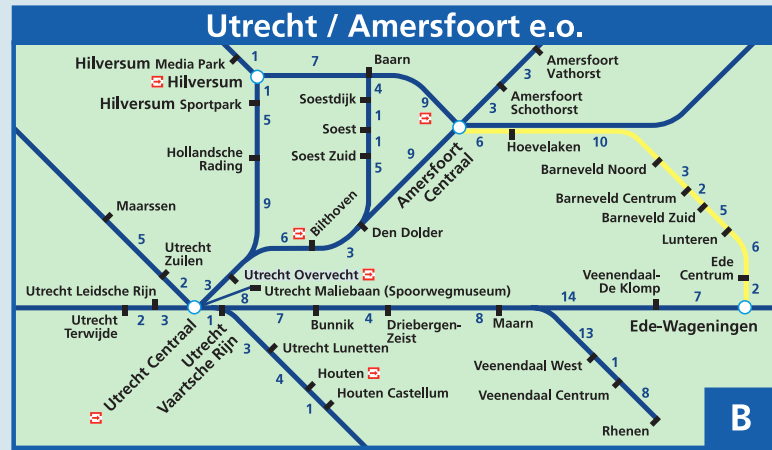 Utrecht / Amersfoort e.o.
Hilversum Media Park
1
7
Baarn
Amersfoort
Vathorst
3
Hilversum
1
Soestdijk
4
9
Amersfoort
Schothorst
3
Hilversum Sportpark
5
Soest
1
1
Soest Zuid
5
9
6
Hoevelaken
10
Hollandsche
Rading
Amersfoort
Centraal
Barneveld Noord
3
Barneveld Centrum
2
Barneveld Zuid
5
Lunteren
6
Maarssen
5
9
6
Bilthoven
3
Den Dolder
Utrecht
Zuilen
2
3
Utrecht Overvecht
Ede
Centrum
2
Utrecht Leidsche Rijn
8
Utrecht Maliebaan (Spoorwegmuseum)
Veenendaal-
De Klomp
14
7
Utrecht
Terwijde
2
3
Utrecht Centraal
1
Utrecht
Vaartsche Rijn
7
Bunnik
4
Driebergen-
Zeist
8
Maarn
Ede-Wageningen
3
Utrecht Lunetten
4
Houten
1
Houten Castellum
13
Veenendaal West
1
Veenendaal Centrum
8
Rhenen
B